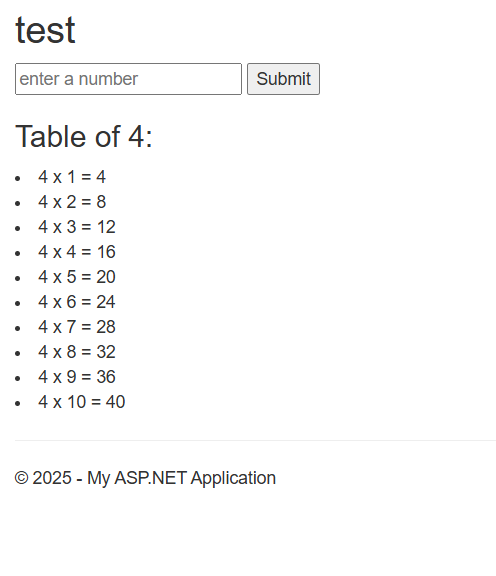 test
enter a number Submit
Table of 4:
4 x 1 = 4
4 x 2 = 8
4 x 3 = 12
4 x 4 = 16
4 x 5 = 20
4 x 6 = 24
4 x 7 = 28
4 x 8 = 32
4 x 9 = 36
4 x 10 = 40
© 2025 - My ASP.NET Application